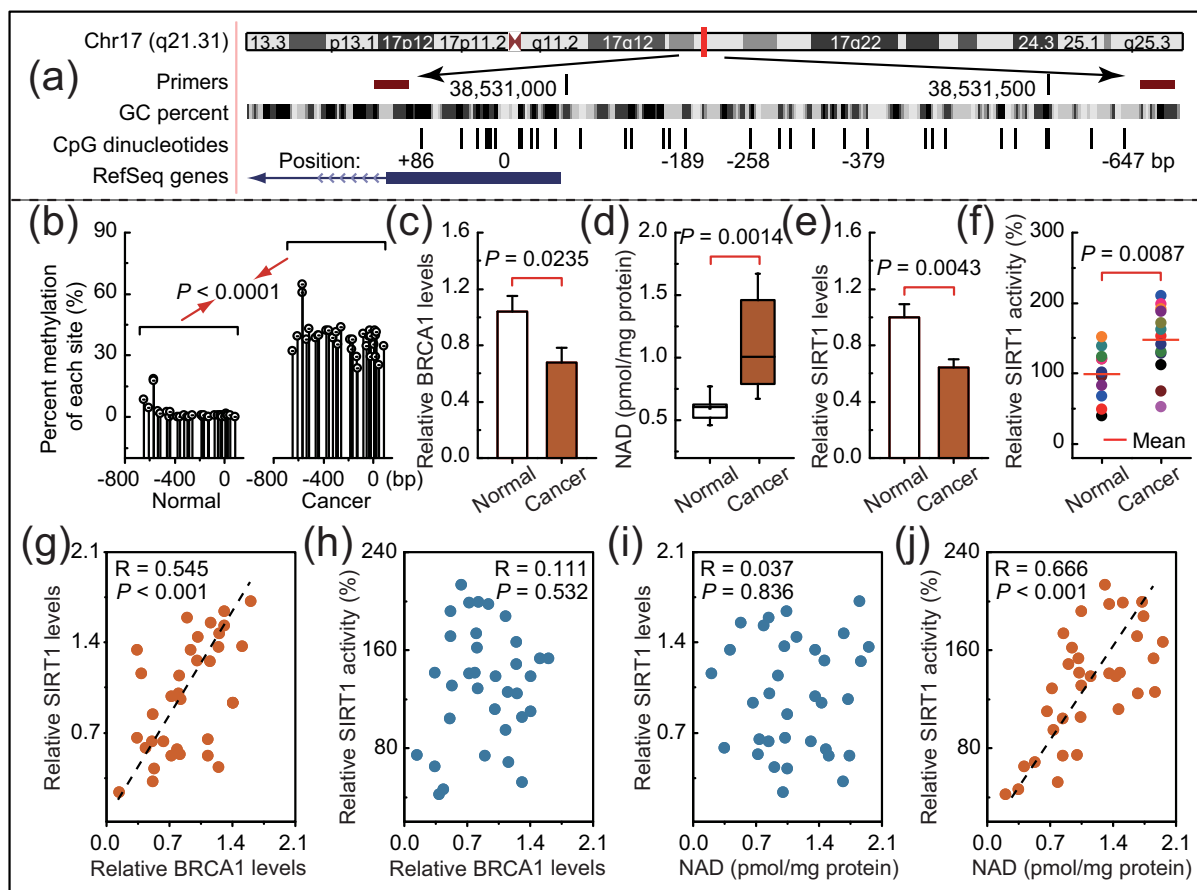 Chr17 (q21.31)
13.3 p13.1 17p12 17p11.2 q11.2 17q12 17q22 24.3 25.1 q25.3
(a)
Primers
38,531,000
38,531,500
GC percent
CpG dinucleotides
Position: +86 0 -189 -258 -379 -647 bp
RefSeq genes
(b)
Percent methylation
of each site (%)
90
60
30
0
P < 0.0001
-800 -400 0
-800 -400 0 (bp)
Normal
Cancer
(c)
Relative BRCA1 levels
1.6
1.2
0.8
0.4
0.0
P = 0.0235
Normal
Cancer
(d)
NAD (pmol/mg protein)
2.0
1.5
1.0
0.5
P = 0.0014
Normal
Cancer
(e)
Relative SIRT1 levels
1.6
1.2
0.8
0.4
0.0
P = 0.0043
Normal
Cancer
(f)
Relative SIRT1 activity (%)
300
200
150
100
50
0
P = 0.0087
Mean
Normal
Cancer
(g)
Relative SIRT1 levels
2.1
1.4
0.7
0.0 0.7 1.4 2.1
R = 0.545
P < 0.001
Relative BRCA1 levels
(h)
Relative SIRT1 activity (%)
240
160
80
0.0 0.7 1.4 2.1
R = 0.111
P = 0.532
Relative BRCA1 levels
(i)
Relative SIRT1 levels
2.1
1.4
0.7
0.0 0.7 1.4 2.1
R = 0.037
P = 0.836
NAD (pmol/mg protein)
(j)
Relative SIRT1 activity (%)
240
160
80
0.0 0.7 1.4 2.1
R = 0.666
P < 0.001
NAD (pmol/mg protein)